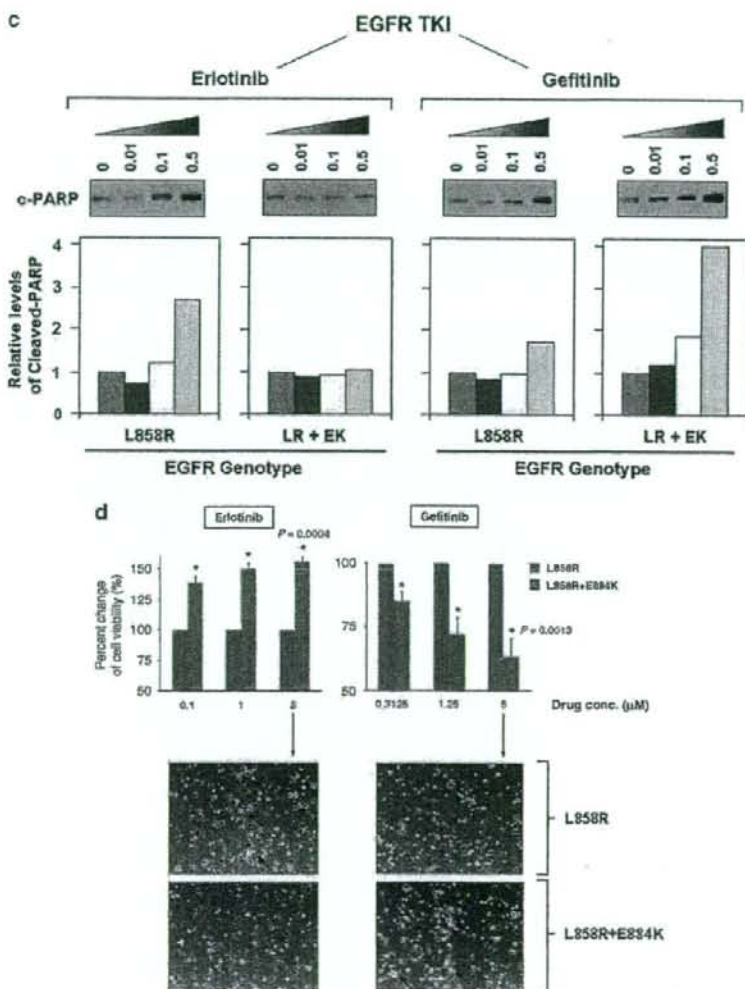 c
EGFR TKI
Erlotinib Gefitinib
0 0.01 0.1 0.5 0 0.01 0.1 0.5 0 0.01 0.1 0.5 0 0.01 0.1 0.5
c-PARP
Relative levels
of Cleaved-PARP
4
3
2
1
0
L858R LR + EK L858R LR + EK
EGFR Genotype EGFR Genotype
d
Erlotinib Gefitinib
P = 0.0004
* * *
Percent change
of cell viability (%)
150
125
100
75
50
100
75
50
* * * P = 0.0013
L858R
L858R+E884K
0.1 1 5 0.3125 1.25 5 Drug conc. (μM)
L858R
L858R+E884K